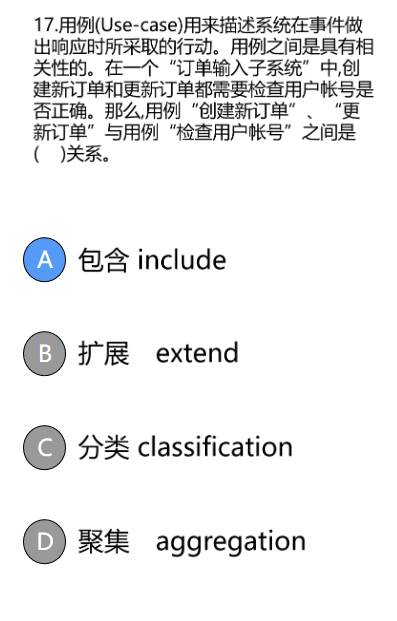 17.用例(Use-case)用来描述系统在事件做
出响应时所采取的行动。用例之间是具有相
关性的。在一个“订单输入子系统”中,创
建新订单和更新订单都需要检查用户帐号是
否正确。那么,用例“创建新订单”、“更
新订单”与用例“检查用户帐号”之间是
(    )关系。
A 包含 include
B 扩展   extend
C 分类 classification
D 聚集   aggregation